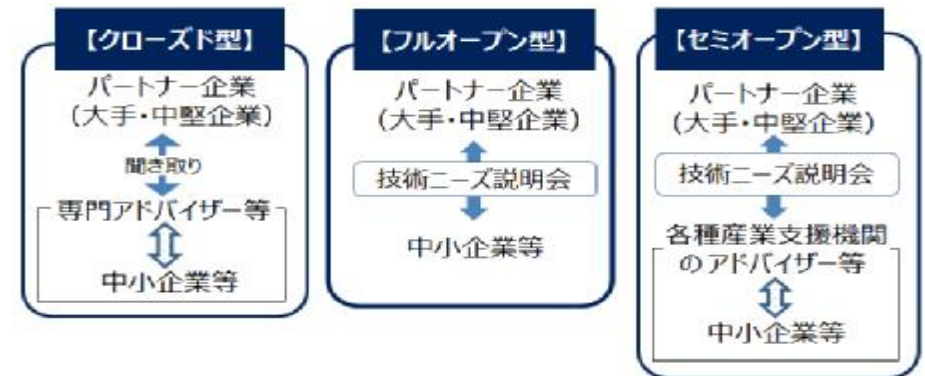 【クローズド型】
パートナー企業
(大手・中堅企業)
聞き取り
専門アドバイザー等
中小企業等
【フルオープン型】
パートナー企業
(大手・中堅企業)
技術ニーズ説明会
中小企業等
【セミオープン型】
パートナー企業
(大手・中堅企業)
技術ニーズ説明会
各種産業支援機関
のアドバイザー等
中小企業等